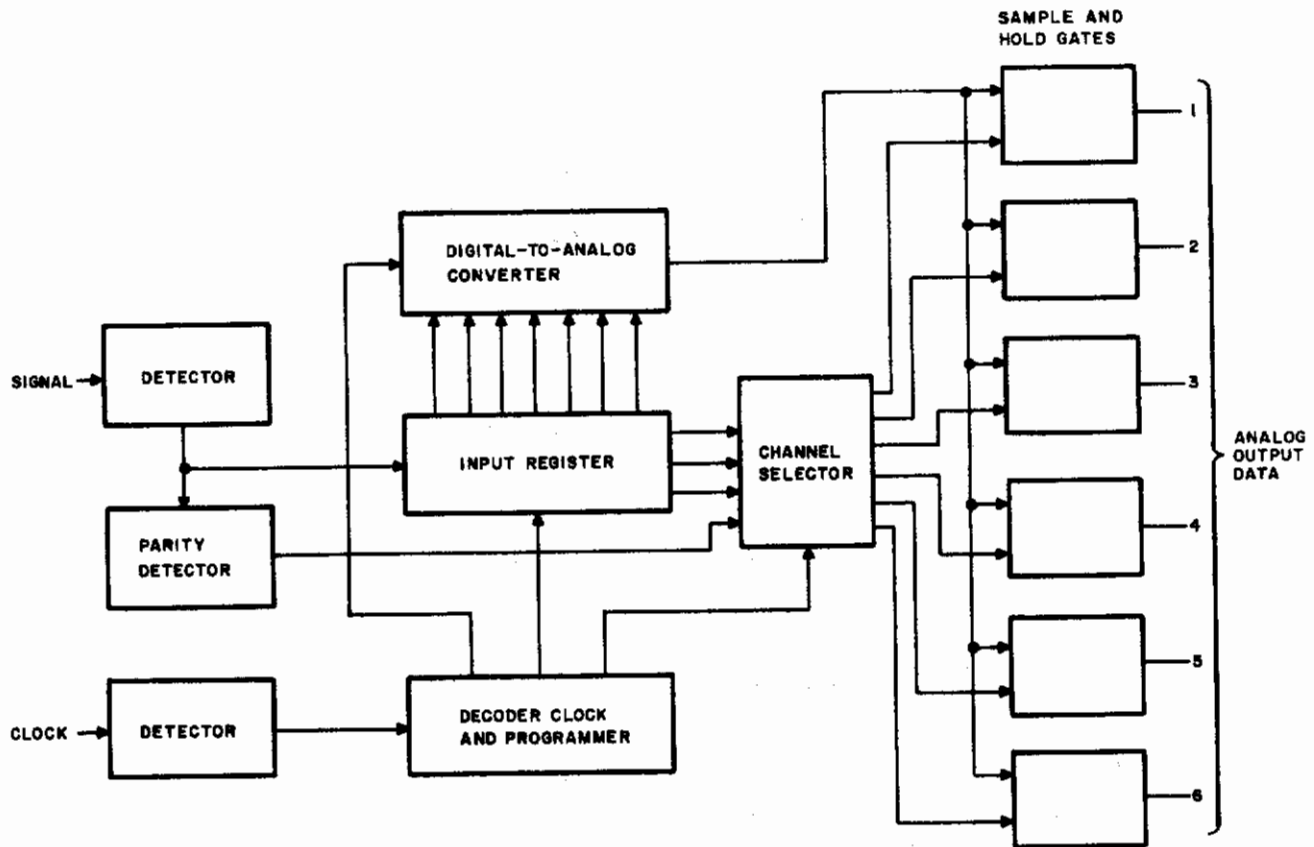 SAMPLE AND
HOLD GATES
1
DIGITAL-TO-ANALOG
CONVERTER
2
SIGNAL
DETECTOR
3
INPUT REGISTER
CHANNEL
SELECTOR
ANALOG
OUTPUT
DATA
4
PARITY
DETECTOR
5
CLOCK
DETECTOR
DECODER CLOCK
AND PROGRAMMER
6